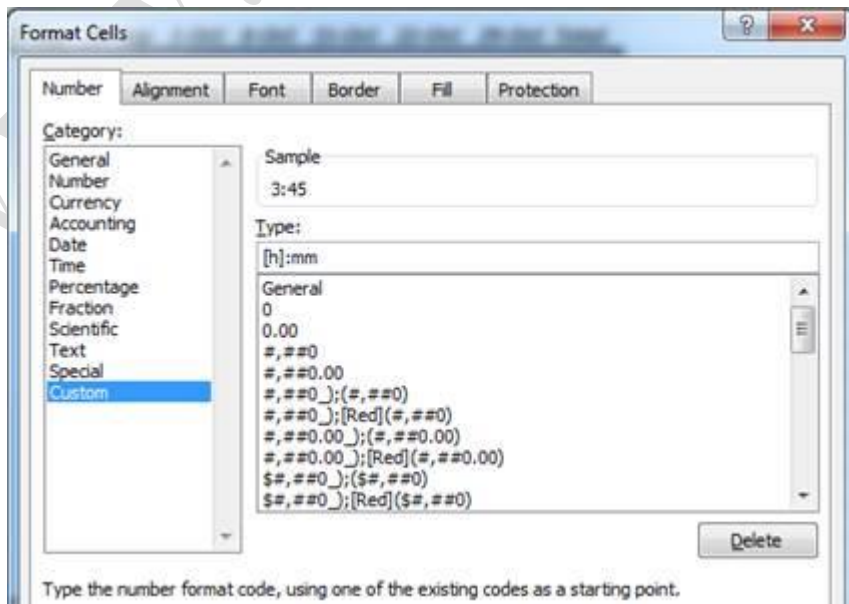 Format Cells
Number Alignment Font Border Fill Protection
Category:
General
Number
Currency
Accounting
Date
Time
Percentage
Fraction
Scientific
Text
Special
Custom
Sample
3:45
Type:
[h]:mm
General
0
0.00
#,##0
#,##0.00
#,##0_);(#,##0)
#,##0_);[Red](#,##0)
#,##0.00_);(#,##0.00)
#,##0.00_);[Red](#,##0.00)
$#,##0_);($#,##0)
$#,##0_);[Red]($#,##0)
Delete
Type the number format code, using one of the existing codes as a starting point.